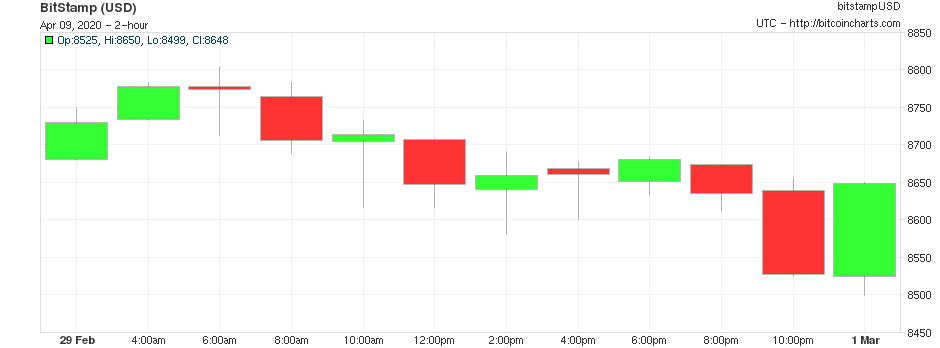 BitStamp (USD)
bitstampUSD
Apr 09, 2020 - 2-hour
UTC - http://bitcoincharts.com
Op:8525, Hi:8650, Lo:8499, Cl:8648
8850
8800
8750
8700
8650
8600
8550
8500
8450
29 Feb 4:00am 6:00am 8:00am 10:00am 12:00pm 2:00pm 4:00pm 6:00pm 8:00pm 10:00pm 1 Mar